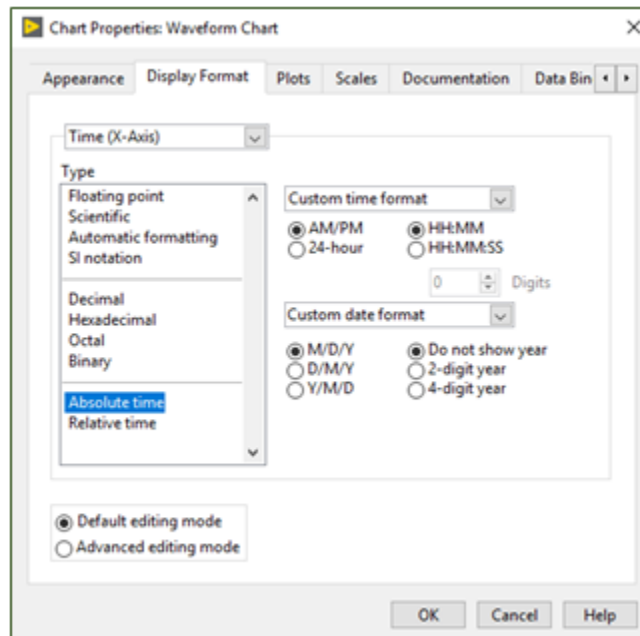 Chart Properties: Waveform Chart
Appearance Display Format Plots Scales Documentation Data Bin
Time (X-Axis)
Type
Floating point
Scientific
Automatic formatting
SI notation
Decimal
Hexadecimal
Octal
Binary
Absolute time
Relative time
Custom time format
AM/PM HH:MM
24-hour HH:MM:SS
0 Digits
Custom date format
M/D/Y Do not show year
D/M/Y 2-digit year
Y/M/D 4-digit year
Default editing mode
Advanced editing mode
OK Cancel Help